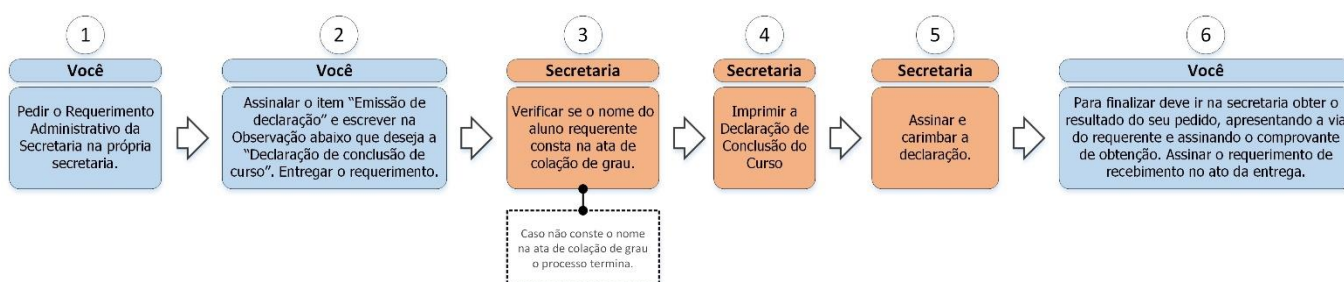 1
Você
Pedir o Requerimento
Administrativo da
Secretaria na própria
secretaria.
2
Você
Assinalar o item “Emissão de
declaração” e escrever na
Observação abaixo que deseja a
“Declaração de conclusão de
curso”. Entregar o requerimento.
3
Secretaria
Verificar se o nome do
aluno requerente
consta na ata de
colação de grau.
Caso não conste o nome
na ata de colação de grau
o processo termina.
4
Secretaria
Imprimir a
Declaração de
Conclusão do
Curso
5
Secretaria
Assinar e
carimbar a
declaração.
6
Você
Para finalizar deve ir na secretaria obter o
resultado do seu pedido, apresentando a via
do requerente e assinando o comprovante
de obtenção. Assinar o requerimento de
recebimento no ato da entrega.